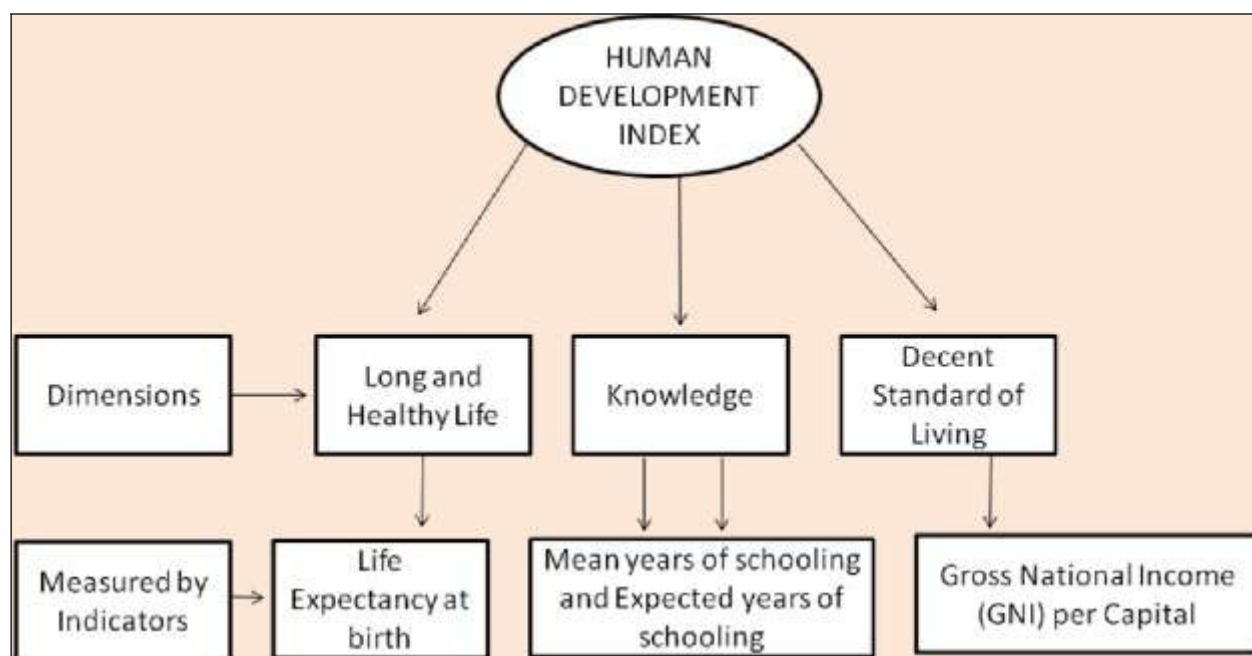 HUMAN
DEVELOPMENT
INDEX
Dimensions
Long and
Healthy Life
Knowledge
Decent
Standard of
Living
Measured by
Indicators
Life
Expectancy at
birth
Mean years of schooling
and Expected years of
schooling
Gross National Income
(GNI) per Capital